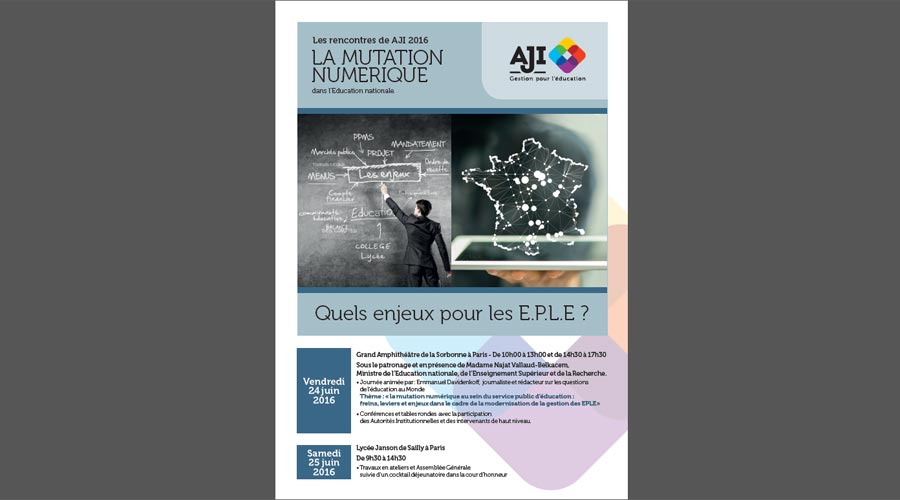 Les rencontres de AJI 2016
LA MUTATION
NUMERIQUE
dans l'Education nationale.
AJI
Gestion pour l'éducation
PPMS
Marchés publics
PROJET
MANDATEMENT
MENUS
Les enjeux
Ordre de
recette
Compte
financier
Education
COLLEGE
Lycée
Quels enjeux pour les E.P.L.E ?
Vendredi
24 juin
2016
Grand Amphithéâtre de la Sorbonne à Paris - De 10h00 à 13h00 et de 14h30 à 17h30
Sous le patronage et en présence de Madame Najat Vallaud-Belkacem,
Ministre de l'Education nationale, de l'Enseignement Supérieur et de la Recherche.
• Journée animée par : Emmanuel Davidenkoff, journaliste et rédacteur sur les questions
de l'éducation au Monde
Thème : « la mutation numérique au sein du service public d'éducation :
freins, leviers et enjeux dans le cadre de la modernisation de la gestion des EPLE»
• Conférences et tables rondes avec la participation
des Autorités Institutionnelles et des intervenants de haut niveau.
Samedi
25 juin
2016
Lycée Janson de Sailly à Paris
De 9h30 à 14h30
• Travaux en ateliers et Assemblée Générale
suivie d'un cocktail déjeunatoire dans la cour d'honneur